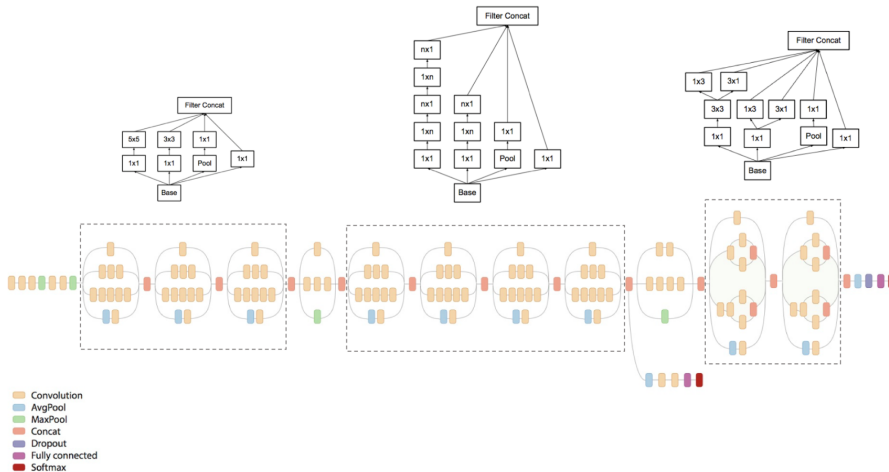 Filter Concat
5x5 3x3 1x1
1x1 1x1 Pool 1x1
Base
Filter Concat
nx1
1xn
nx1 nx1
1xn 1xn 1x1
1x1 1x1 Pool 1x1
Base
Filter Concat
1x3 3x1
3x3 1x3 3x1 1x1
1x1 1x1 Pool 1x1
Base
Convolution
AvgPool
MaxPool
Concat
Dropout
Fully connected
Softmax